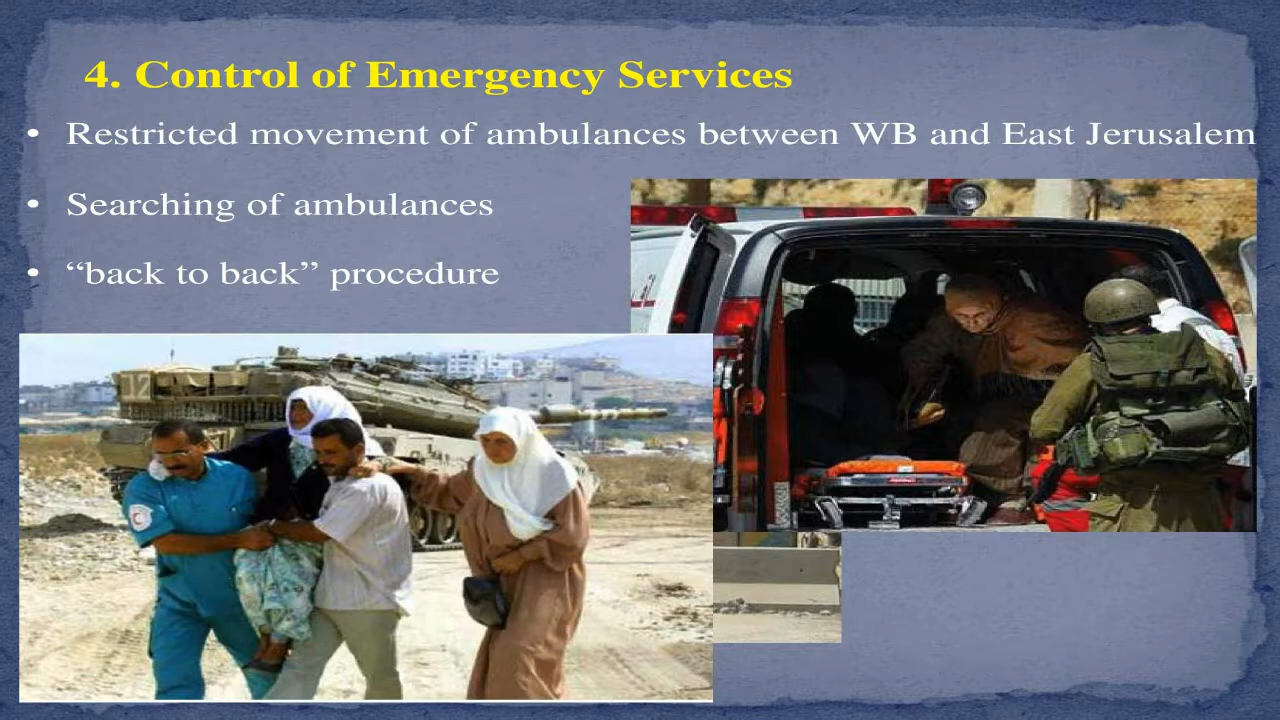 4. Control of Emergency Services
• Restricted movement of ambulances between WB and East Jerusalem
• Searching of ambulances
• “back to back” procedure